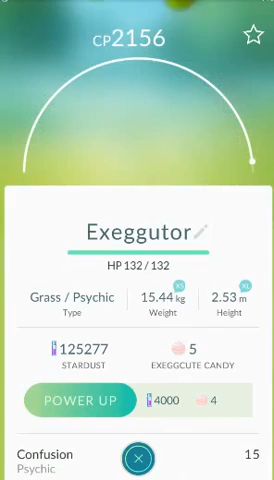 CP2156
Exeggutor
HP 132 / 132
XS XL
Grass / Psychic 15.44 kg 2.53 m
Type Weight Height
125277 5
STARDUST EXEGGCUTE CANDY
POWER UP 4000 4
Confusion 15
Psychic